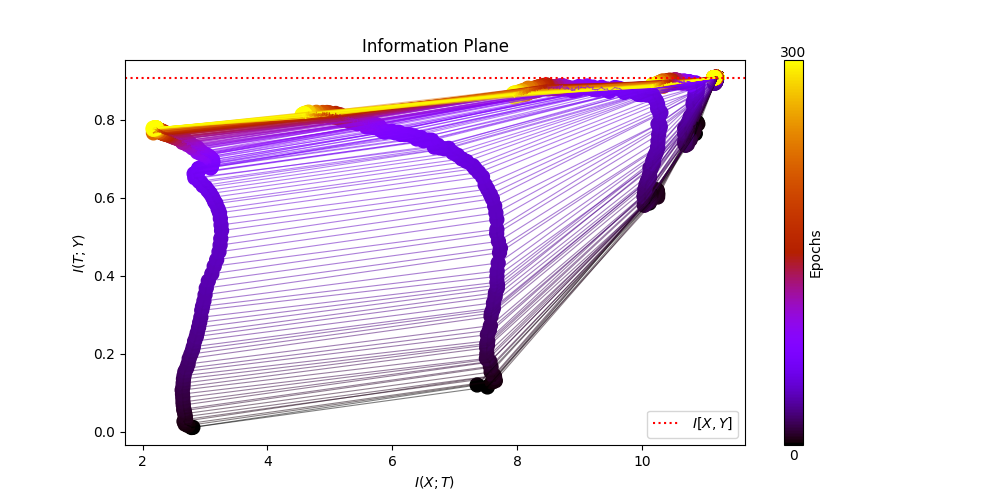 Information Plane
300
0.8
0.6
0.4
0.2
0.0
I(T; Y)
I[X, Y]
Epochs
0
2
4
6
8
10
I(X; T)